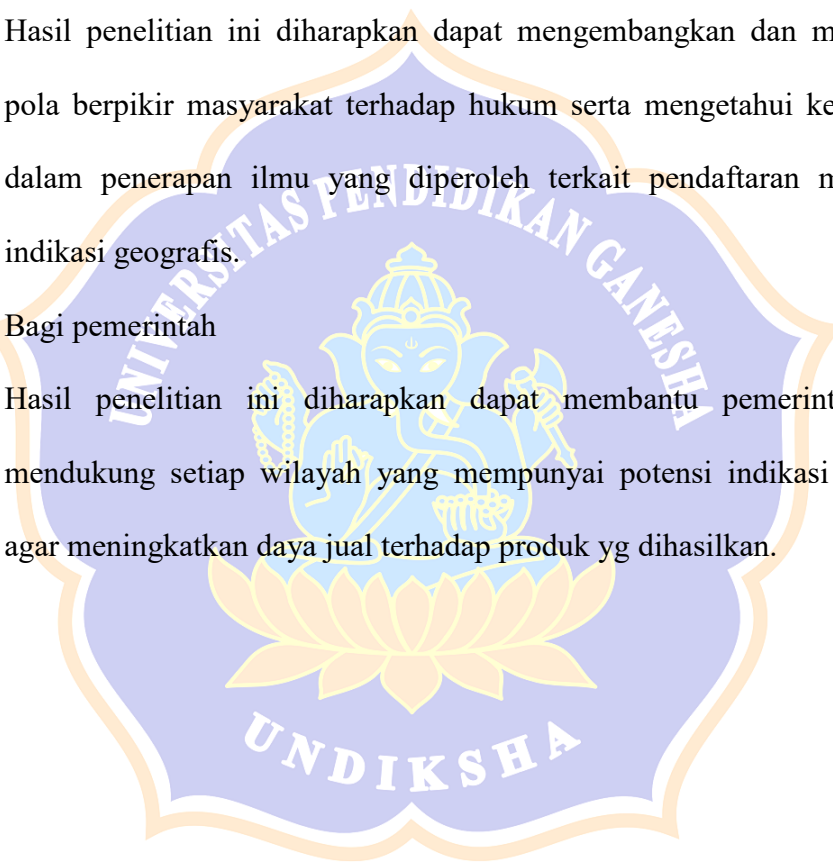 Hasil penelitian ini diharapkan dapat mengembangkan dan
pola berpikir masyarakat terhadap hukum serta mengetahui
dalam penerapan ilmu yang diperoleh terkait pendaftaran
indikasi geografis.
Bagi pemerintah
Hasil penelitian ini diharapkan dapat membantu
mendukung setiap wilayah yang mempunyai potensi indikasi
agar meningkatkan daya jual terhadap produk yg dihasilkan.
UNIVERSITAS PENDIDIKAN GANESHA
UNDIKSHA